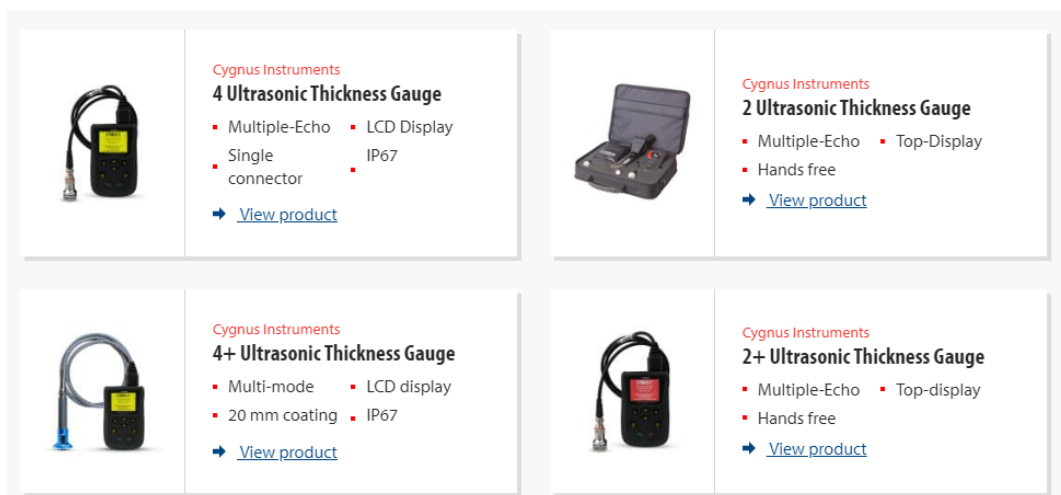 Cygnus Instruments
4 Ultrasonic Thickness Gauge
Multiple-Echo
LCD Display
Single
connector
IP67
View product
Cygnus Instruments
2 Ultrasonic Thickness Gauge
Multiple-Echo
Top-Display
Hands free
View product
Cygnus Instruments
4+ Ultrasonic Thickness Gauge
Multi-mode
LCD display
20 mm coating
IP67
View product
Cygnus Instruments
2+ Ultrasonic Thickness Gauge
Multiple-Echo
Top-display
Hands free
View product